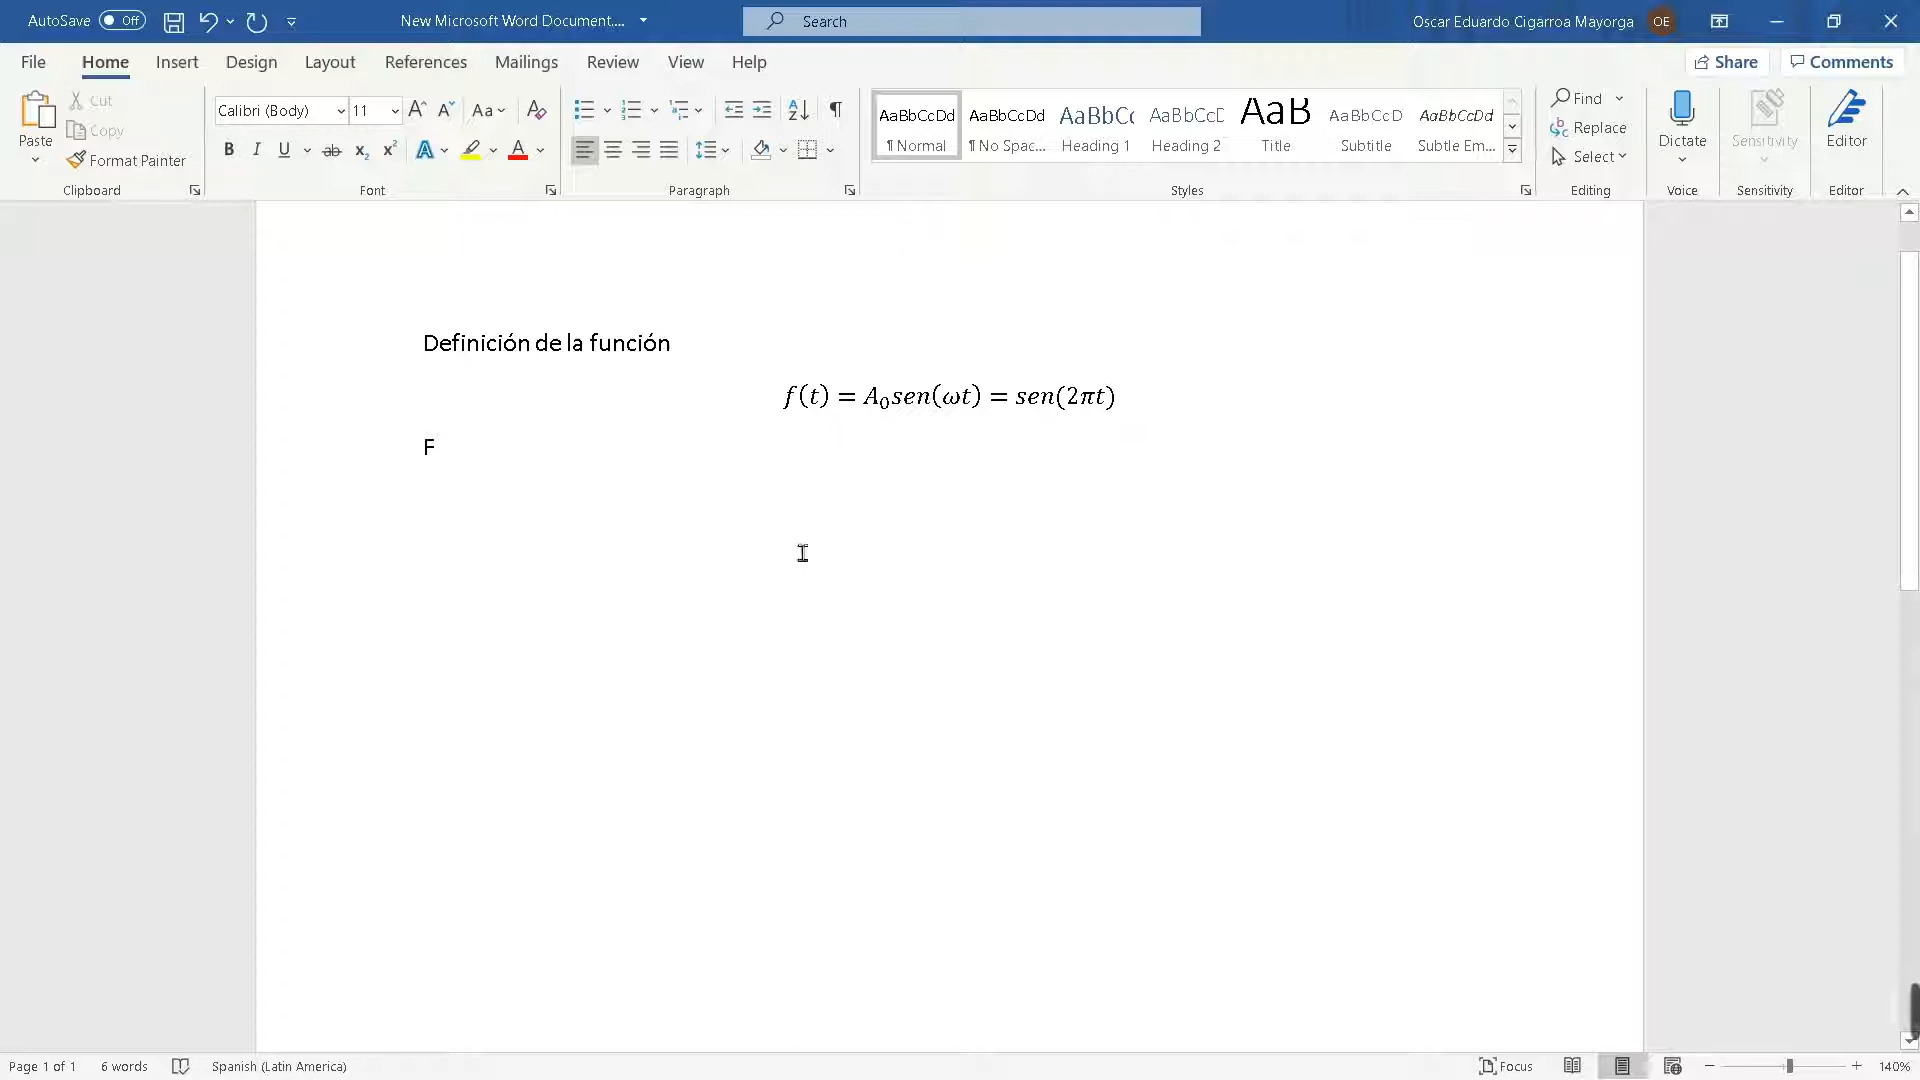 AutoSave Off New Microsoft Word Document.... Search Oscar Eduardo Cigarroa Mayorga OE
File Home Insert Design Layout References Mailings Review View Help Share Comments
Paste Cut Copy Format Painter
Clipboard
Calibri (Body) 11 Aa
B I U ab x₂ x² A A
Font
Paragraph
AaBbCcDd AaBbCcDd AaBbCc AaBbCcD AaB AaBbCcD AaBbCcDd
¶ Normal ¶ No Spac... Heading 1 Heading 2 Title Subtitle Subtle Em...
Styles
Find
Replace
Select
Editing
Dictate
Voice
Sensitivity
Sensitivity
Editor
Editor
Definición de la función
f(t) = A₀sen(ωt) = sen(2πt)
F
Page 1 of 1 6 words Spanish (Latin America) Focus 140%